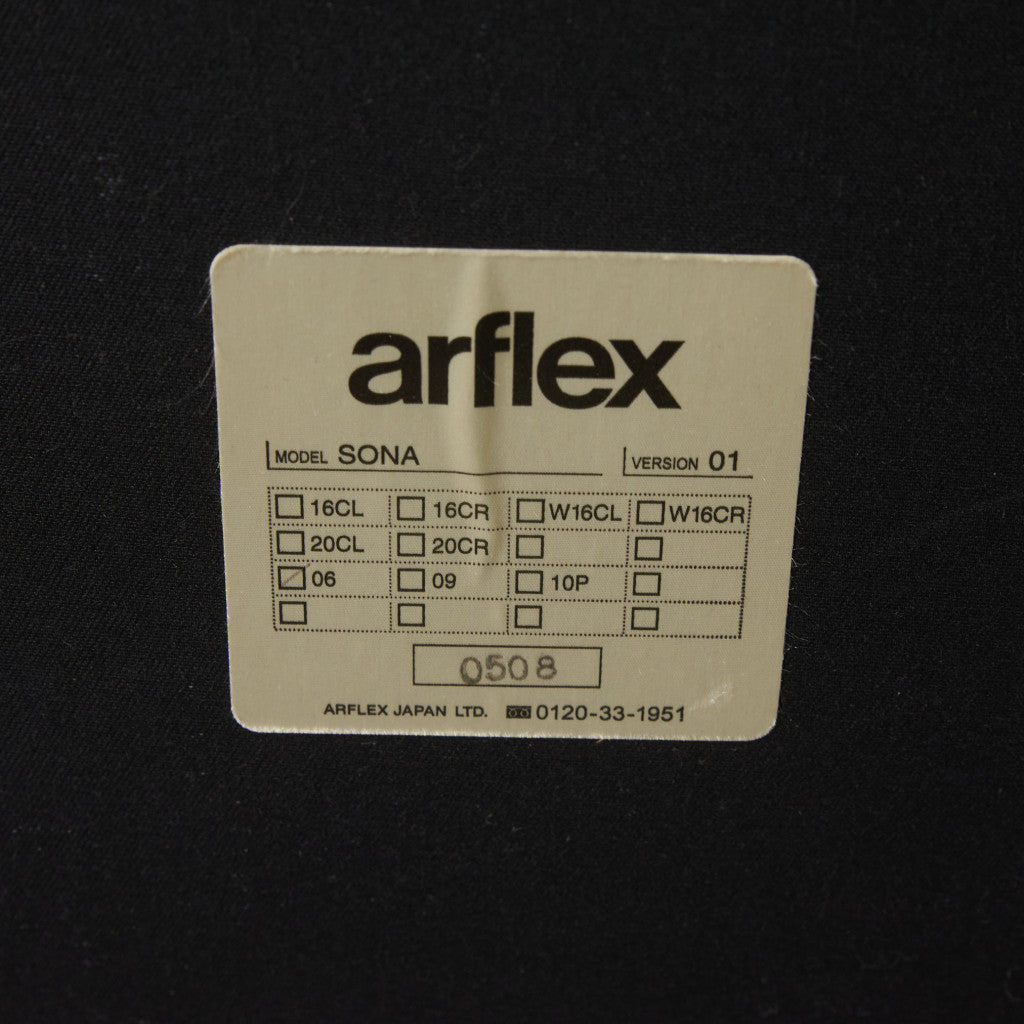 arflex
MODEL SONA VERSION 01
16CL 16CR W16CL W16CR
20CL 20CR
06 09 10P
0508
ARFLEX JAPAN LTD. 0120-33-1951